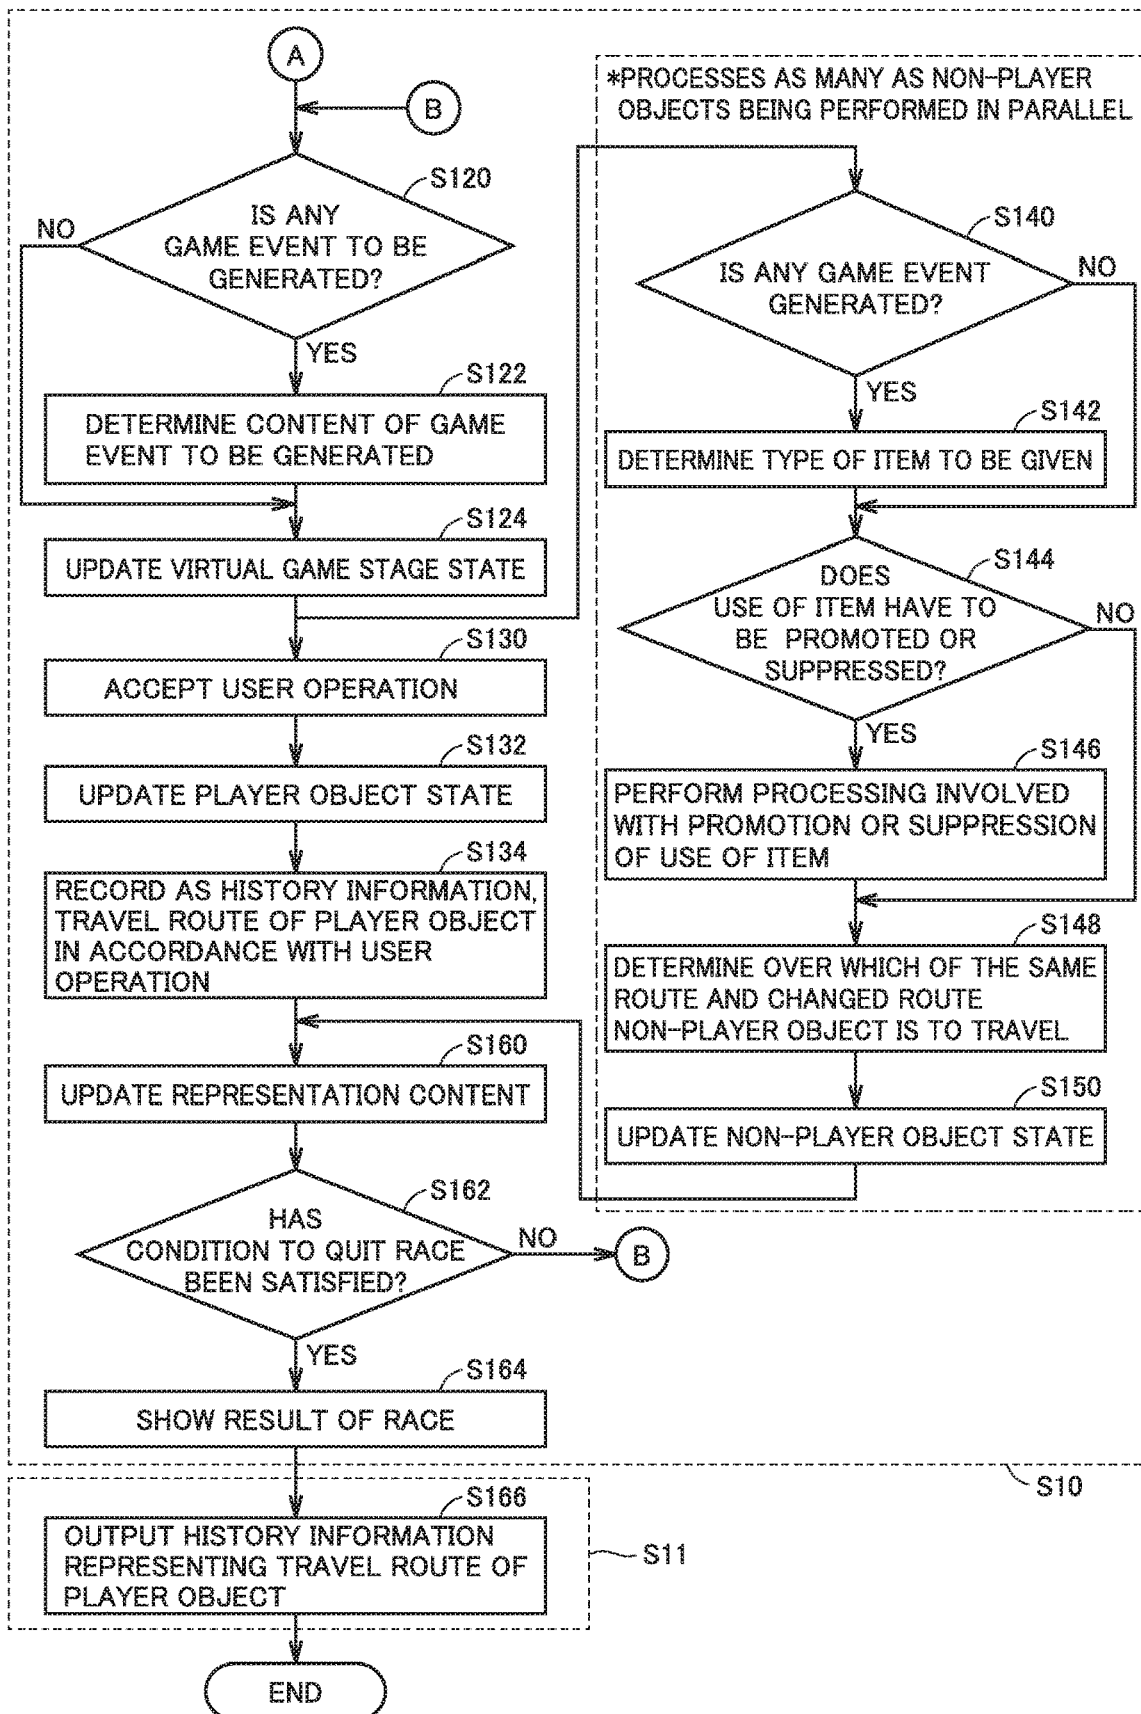 A
B
S120
IS ANY
GAME EVENT TO BE
GENERATED?
NO
YES
S122
DETERMINE CONTENT OF GAME
EVENT TO BE GENERATED
S124
UPDATE VIRTUAL GAME STAGE STATE
S130
ACCEPT USER OPERATION
S132
UPDATE PLAYER OBJECT STATE
S134
RECORD AS HISTORY INFORMATION,
TRAVEL ROUTE OF PLAYER OBJECT
IN ACCORDANCE WITH USER
OPERATION
S160
UPDATE REPRESENTATION CONTENT
S162
HAS
CONDITION TO QUIT RACE
BEEN SATISFIED?
NO
B
YES
S164
SHOW RESULT OF RACE
*PROCESSES AS MANY AS NON-PLAYER
OBJECTS BEING PERFORMED IN PARALLEL
S140
IS ANY GAME EVENT
GENERATED?
NO
YES
S142
DETERMINE TYPE OF ITEM TO BE GIVEN
S144
DOES
USE OF ITEM HAVE TO
BE PROMOTED OR
SUPPRESSED?
NO
YES
S146
PERFORM PROCESSING INVOLVED
WITH PROMOTION OR SUPPRESSION
OF USE OF ITEM
S148
DETERMINE OVER WHICH OF THE SAME
ROUTE AND CHANGED ROUTE
NON-PLAYER OBJECT IS TO TRAVEL
S150
UPDATE NON-PLAYER OBJECT STATE
S10
S166
OUTPUT HISTORY INFORMATION
REPRESENTING TRAVEL ROUTE OF
PLAYER OBJECT
S11
END